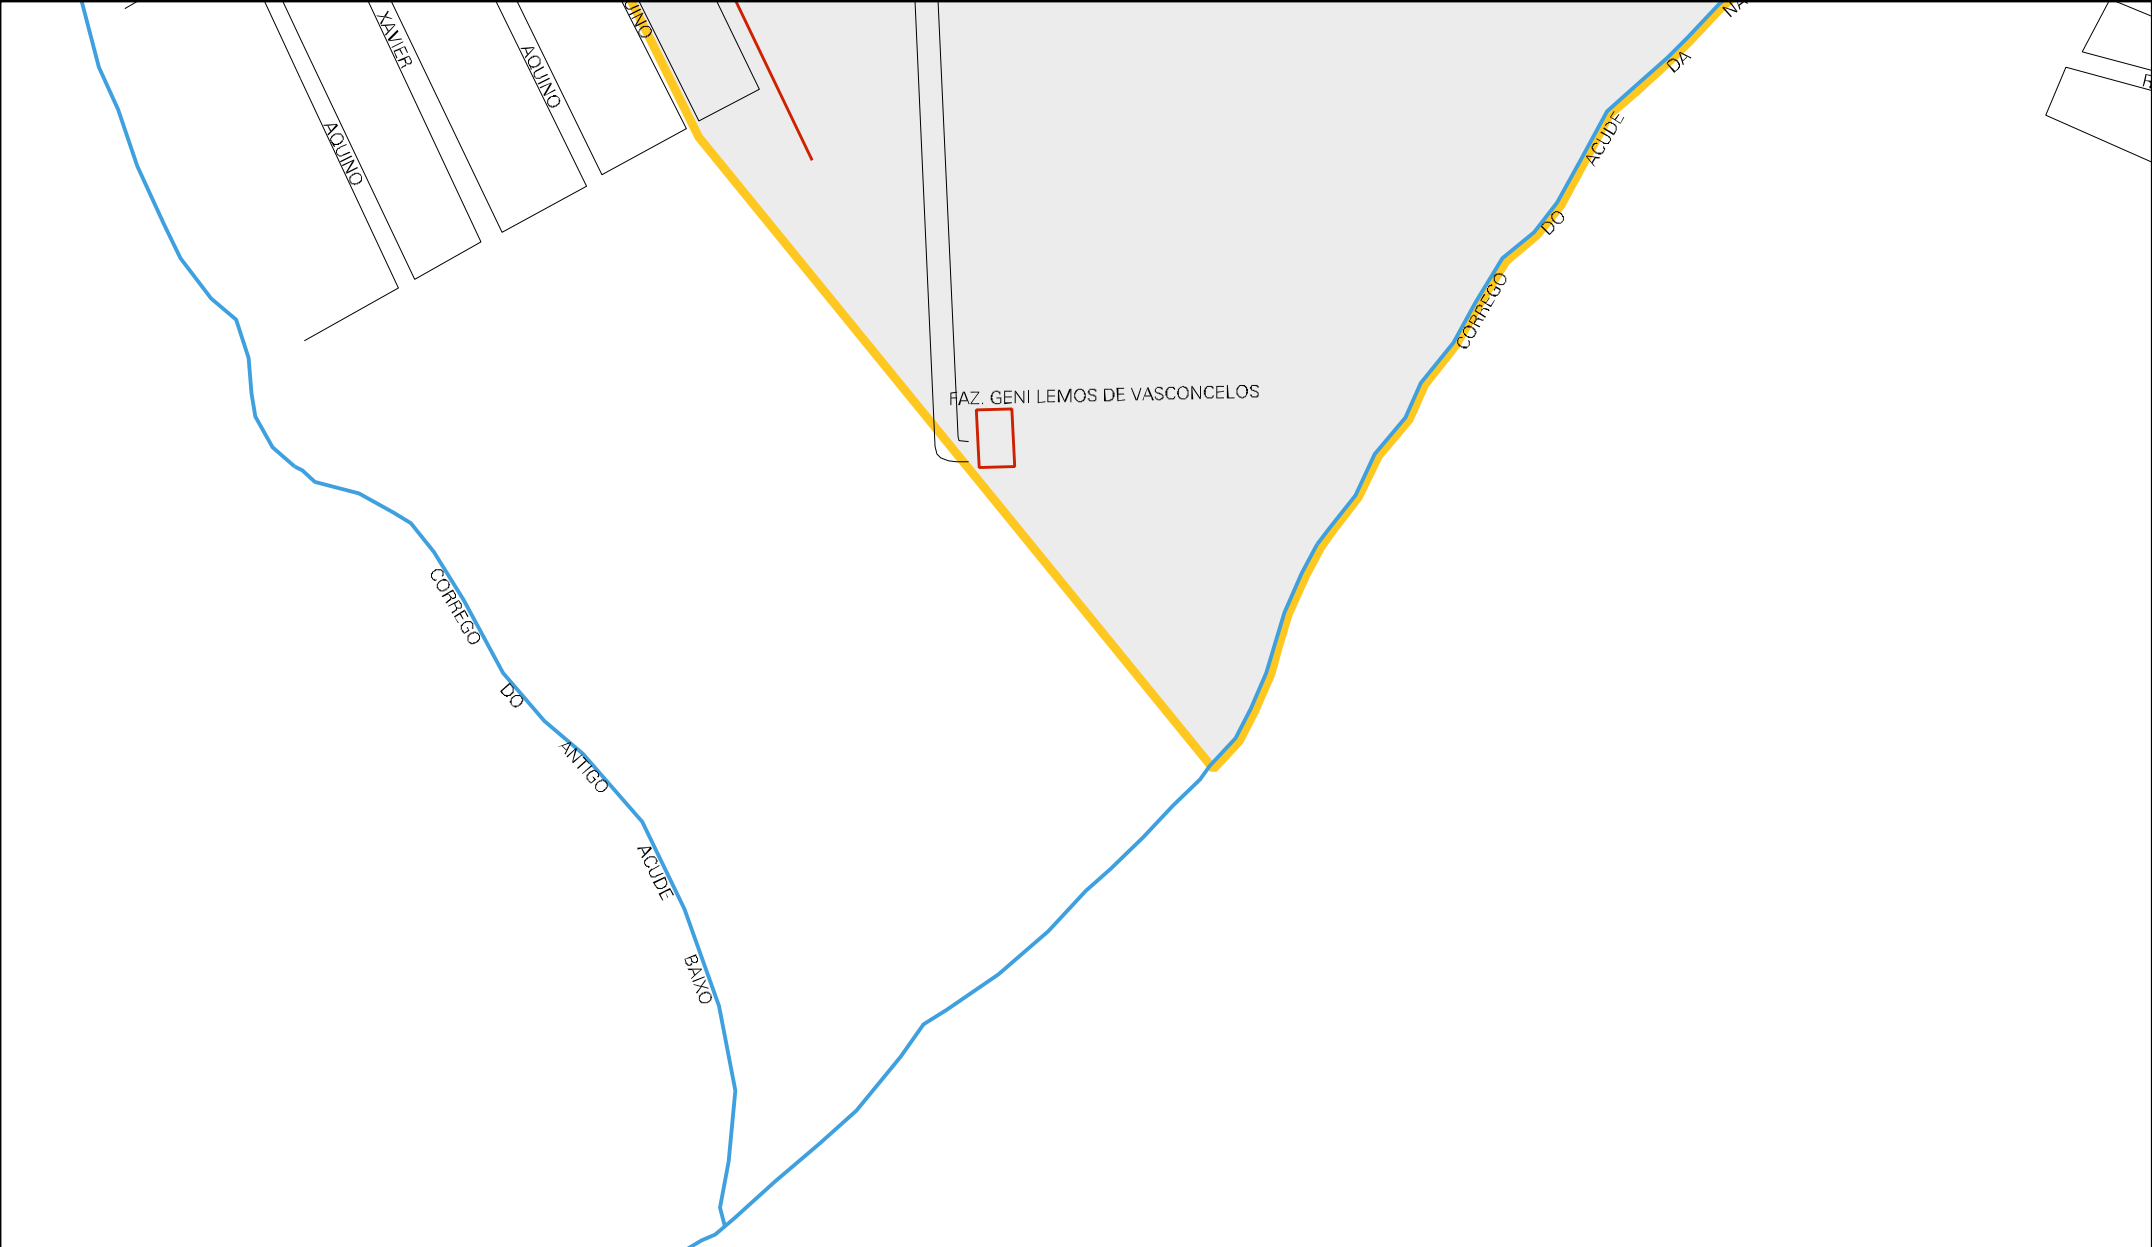 XAVIER
AQUINO
AQUINO
DA
ACUDE
DO
CORREGO
FAZ. GENI LEMOS DE VASCONCELOS
CORREGO
DO
ANTIGO
ACUDE
BAIXO